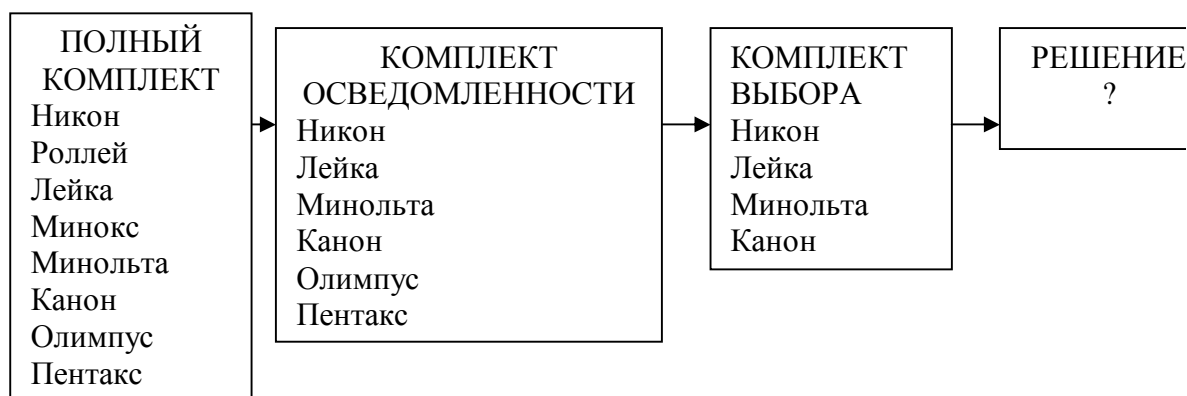 ПОЛНЫЙ
КОМПЛЕКТ
Никон
Роллей
Лейка
Минокс
Минольта
Канон
Олимпус
Пентакс
КОМПЛЕКТ
ОСВЕДОМЛЕННОСТИ
Никон
Лейка
Минольта
Канон
Олимпус
Пентакс
КОМПЛЕКТ
ВЫБОРА
Никон
Лейка
Минольта
Канон
РЕШЕНИЕ
?